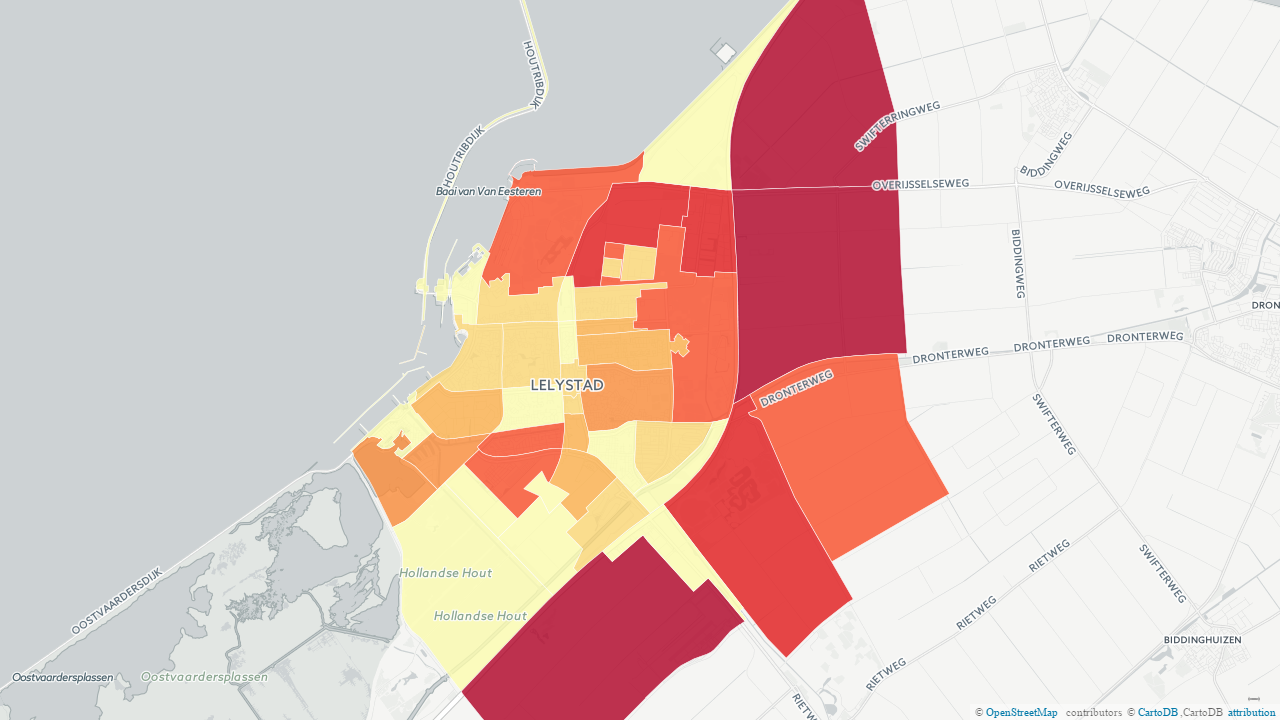 HOUTRIBDIJK
HOUTRIBDIJK
Baai van Van Eesteren
SWIFTERRINGWEG
BIDDINGWEG
OVERIJSSELSEWEG
OVERIJSSELSEWEG
BIDDINGWEG
DRON
DRONTERWEG
DRONTERWEG
DRONTERWEG
DRONTERWEG
LELYSTAD
SWIFTERWEG
Hollandse Hout
Hollandse Hout
OOSTVAARDERSDIJK
RIETWEG
SWIFTERWEG
RIETWEG
BIDDINGHUIZEN
RIETWEG
Oostvaardersplassen
Oostvaardersplassen
RIETW
© OpenStreetMap contributors © CartoDB ,CartoDB attribution